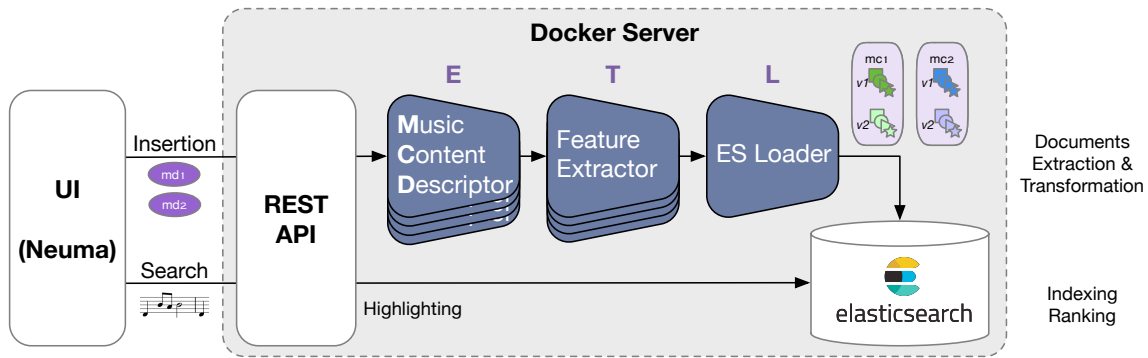 Docker Server
E
T
L
mc1
v1
v2
mc2
v1
v2
UI
(Neuma)
Insertion
md1
md2
Search
REST
API
Music
Content
Descriptor
Feature
Extractor
ES Loader
Highlighting
elasticsearch
Documents
Extraction &
Transformation
Indexing
Ranking